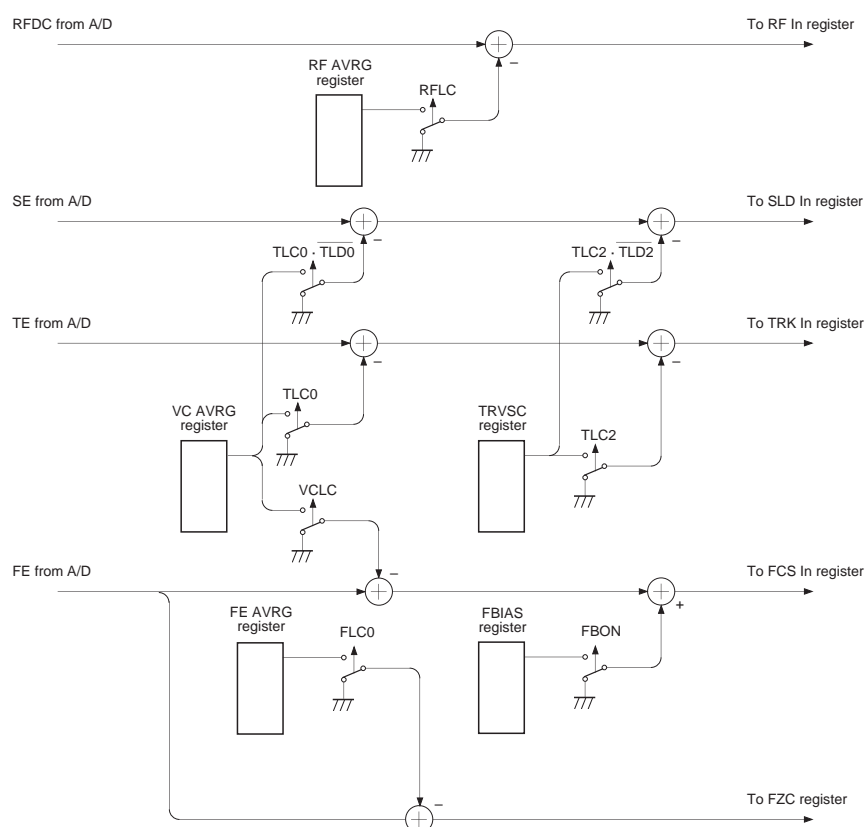 RFDC from A/D
To RF In register
RF AVRG
register
RFLC
–
SE from A/D
To SLD In register
–
–
TLC0 · T̅L̅D̅0̅
TLC2 · T̅L̅D̅2̅
TE from A/D
To TRK In register
–
–
VC AVRG
register
TLC0
TRVSC
register
TLC2
VCLC
–
FE from A/D
To FCS In register
+
FE AVRG
register
FLC0
FBIAS
register
FBON
–
To FZC register